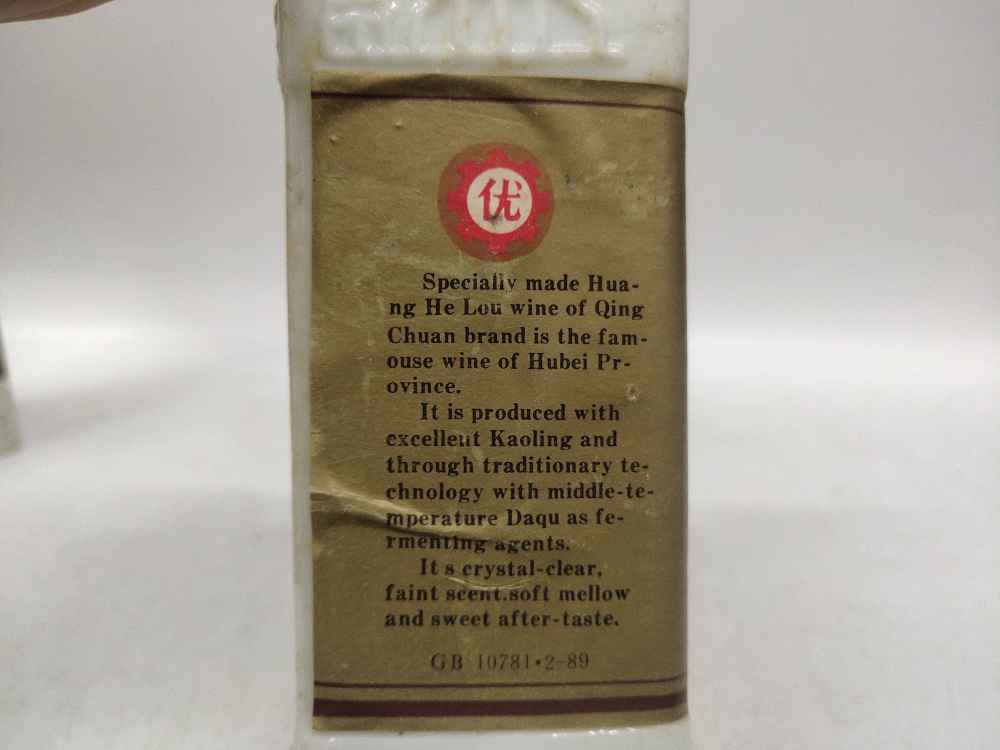 优
Specially made Hua-
ng He Lou wine of Qing
Chuan brand is the fam-
ouse wine of Hubei Pr-
ovince.
It is produced with
excellent Kaoling and
through traditionary te-
chnology with middle-te-
mperature Daqu as fe-
rmenting agents.
It s crystal-clear,
faint scent.soft mellow
and sweet after-taste.
GB 10781•2-89